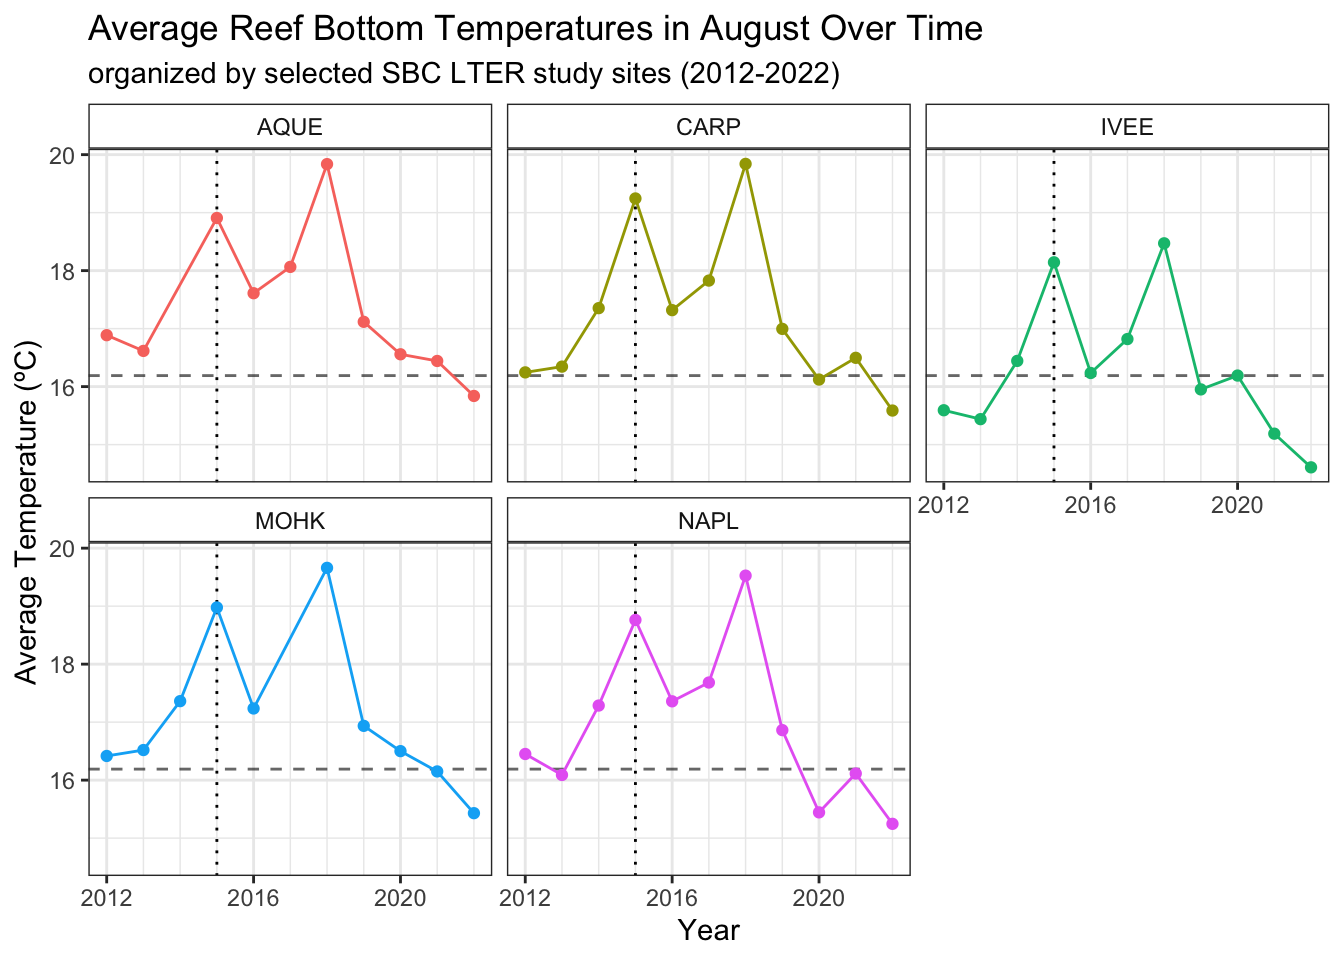 Average Reef Bottom Temperatures in August Over Time
organized by selected SBC LTER study sites (2012-2022)
AQUE
CARP
IVEE
20
18
16
2012 2016 2020
MOHK
NAPL
20
18
16
2012 2016 2020
2012 2016 2020
Average Temperature (ºC)
Year